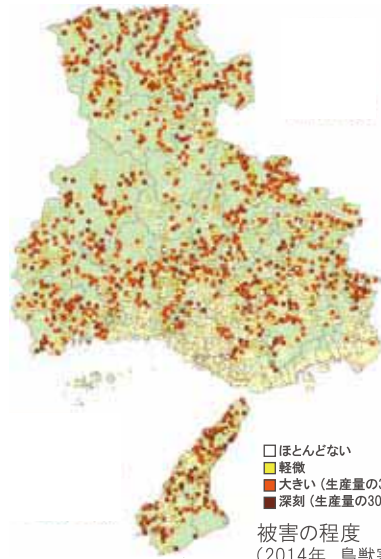 ほとんどない
軽微
大きい（生産量の3
深刻（生産量の30
被害の程度
（2014年 鳥獣害